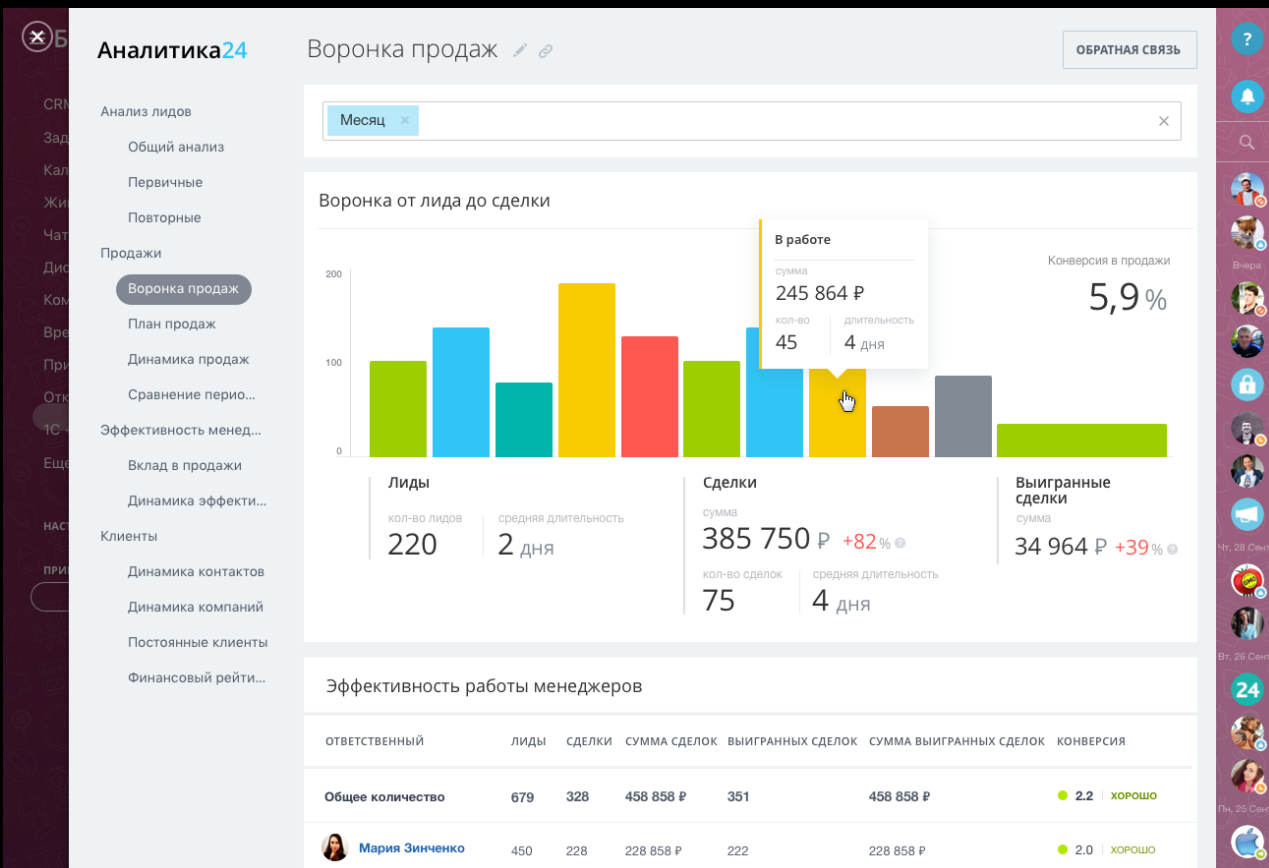 Аналитика24
Анализ лидов
Общий анализ
Первичные
Повторные
Продажи
Воронка продаж
План продаж
Динамика продаж
Сравнение перио...
Эффективность менед...
Вклад в продажи
Динамика эффекти...
Клиенты
Динамика контактов
Динамика компаний
Постоянные клиенты
Финансовый рейти...
Воронка продаж
ОБРАТНАЯ СВЯЗЬ
Месяц
Воронка от лида до сделки
200
100
0
В работе
сумма
245 864 ₽
кол-во длительность
45 4 дня
Конверсия в продажи
5,9 %
Лиды
кол-во лидов средняя длительность
220 2 дня
Сделки
сумма
385 750 ₽ +82 %
кол-во сделок средняя длительность
75 4 дня
Выигранные
сделки
сумма
34 964 ₽ +39 %
Эффективность работы менеджеров
ОТВЕТСТВЕННЫЙ ЛИДЫ СДЕЛКИ СУММА СДЕЛОК ВЫИГРАННЫХ СДЕЛОК СУММА ВЫИГРАННЫХ СДЕЛОК КОНВЕРСИЯ
Общее количество 679 328 458 858 ₽ 351 458 858 ₽ 2.2 ХОРОШО
Мария Зинченко 450 228 228 858 ₽ 222 228 858 ₽ 2.0 ХОРОШО
?
Вчера
Чт, 28 Сент
Вт, 26 Сент
24
Пн, 25 Сент